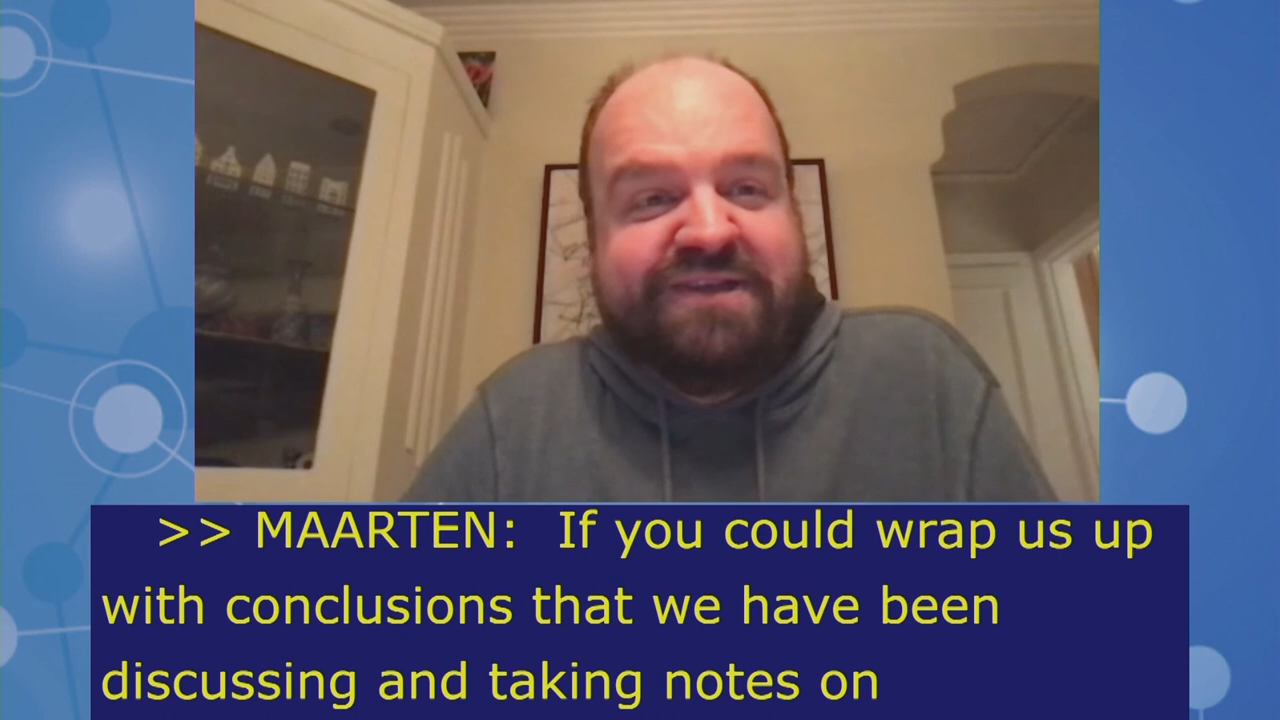 >> MAARTEN: If you could wrap us up
with conclusions that we have been
discussing and taking notes on